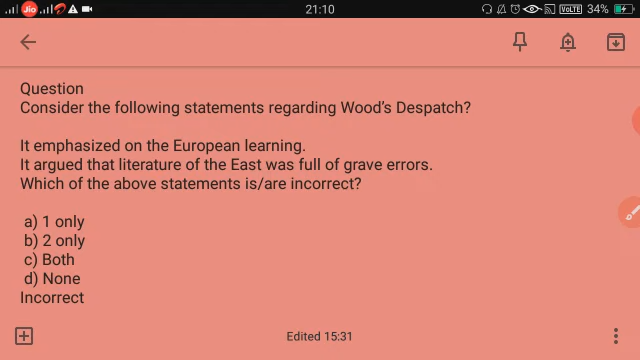 Jio
21:10
VoLTE
34%
Question
Consider the following statements regarding Wood's Despatch?
It emphasized on the European learning.
It argued that literature of the East was full of grave errors.
Which of the above statements is/are incorrect?
a) 1 only
b) 2 only
c) Both
d) None
Incorrect
Edited 15:31